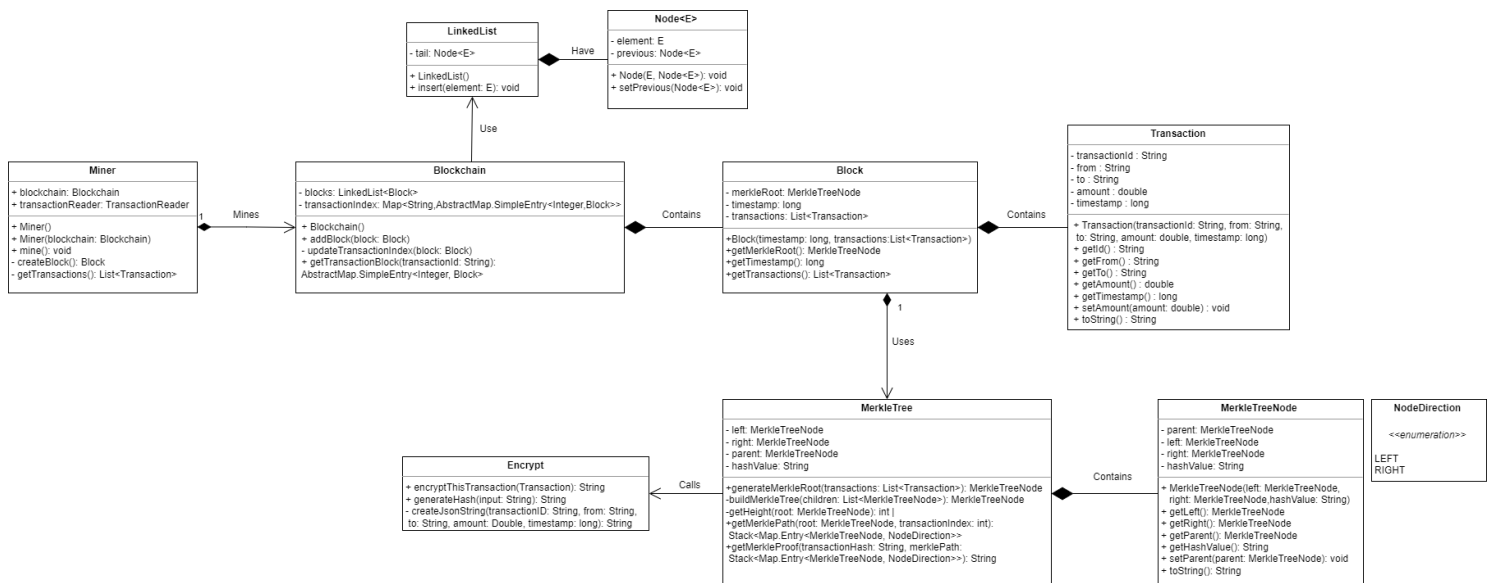 LinkedList
- tail: Node<E>
+ LinkedList()
+ insert(element: E): void
Have
Node<E>
- element: E
- previous: Node<E>
+ Node(E, Node<E>): void
+ setPrevious(Node<E>): void
Use
Miner
+ blockchain: Blockchain
+ transactionReader: TransactionReader
+ Miner()
+ Miner(blockchain: Blockchain)
+ mine(): void
- createBlock(): Block
- getTransactions(): List<Transaction>
1
Mines
Blockchain
- blocks: LinkedList<Block>
- transactionIndex: Map<String,AbstractMap.SimpleEntry<Integer,Block>>
+ Blockchain()
+ addBlock(block: Block)
- updateTransactionIndex(block: Block)
+ getTransactionBlock(transactionId: String):
AbstractMap.SimpleEntry<Integer, Block>
Contains
Block
- merkleRoot: MerkleTreeNode
- timestamp: long
- transactions: List<Transaction>
+Block(timestamp: long, transactions:List<Transaction>)
+getMerkleRoot(): MerkleTreeNode
+getTimestamp(): long
+getTransactions(): List<Transaction>
Contains
Transaction
- transactionId : String
- from : String
- to : String
- amount : double
- timestamp : long
+ Transaction(transactionId: String, from: String,
to: String, amount: double, timestamp: long)
+ getId() : String
+ getFrom() : String
+ getTo() : String
+ getAmount() : double
+ getTimestamp() : long
+ setAmount(amount: double) : void
+ toString() : String
1
Uses
Encrypt
+ encryptThisTransaction(Transaction): String
+ generateHash(input: String): String
- createJsonString(transactionID: String, from: String,
to: String, amount: Double, timestamp: long): String
Calls
MerkleTree
- left: MerkleTreeNode
- right: MerkleTreeNode
- parent: MerkleTreeNode
- hashValue: String
+generateMerkleRoot(transactions: List<Transaction>): MerkleTreeNode
-buildMerkleTree(children: List<MerkleTreeNode>): MerkleTreeNode
-getHeight(root: MerkleTreeNode): int |
+getMerklePath(root: MerkleTreeNode, transactionIndex: int):
Stack<Map.Entry<MerkleTreeNode, NodeDirection>>
+getMerkleProof(transactionHash: String, merklePath:
Stack<Map.Entry<MerkleTreeNode, NodeDirection>>): String
Contains
MerkleTreeNode
- parent: MerkleTreeNode
- left: MerkleTreeNode
- right: MerkleTreeNode
- hashValue: String
+ MerkleTreeNode(left: MerkleTreeNode,
right: MerkleTreeNode,hashValue: String)
+ getLeft(): MerkleTreeNode
+ getRight(): MerkleTreeNode
+ getParent(): MerkleTreeNode
+ getHashValue(): String
+ setParent(parent: MerkleTreeNode): void
+ toString(): String
NodeDirection
<<enumeration>>
LEFT
RIGHT